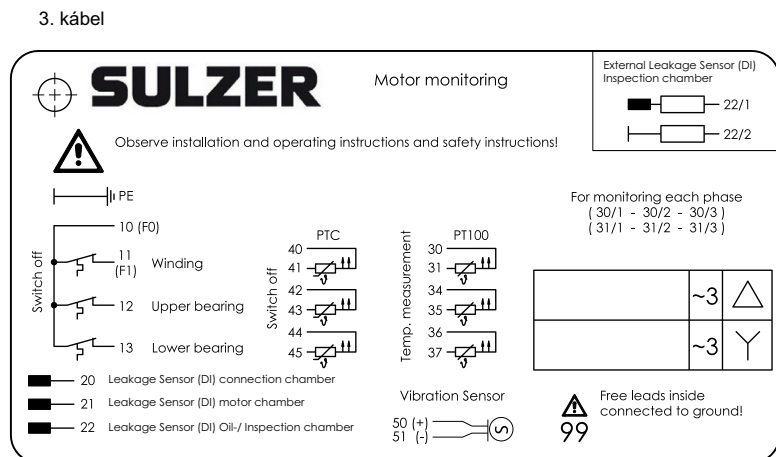 3. kábel
SULZER
Motor monitoring
External Leakage Sensor (DI)
Inspection chamber
22/1
22/2
Observe installation and operating instructions and safety instructions!
PE
10 (F0)
11
(F1)
Winding
12
Upper bearing
13
Lower bearing
Switch off
PTC
40
41
42
43
44
45
Switch off
PT100
30
31
34
35
36
37
Temp. measurement
For monitoring each phase
( 30/1 - 30/2 - 30/3 )
( 31/1 - 31/2 - 31/3 )
~3
~3
20 Leakage Sensor (DI) connection chamber
21 Leakage Sensor (DI) motor chamber
22 Leakage Sensor (DI) Oil-/ Inspection chamber
Vibration Sensor
50 (+)
51 (-)
S
Free leads inside
connected to ground!
99